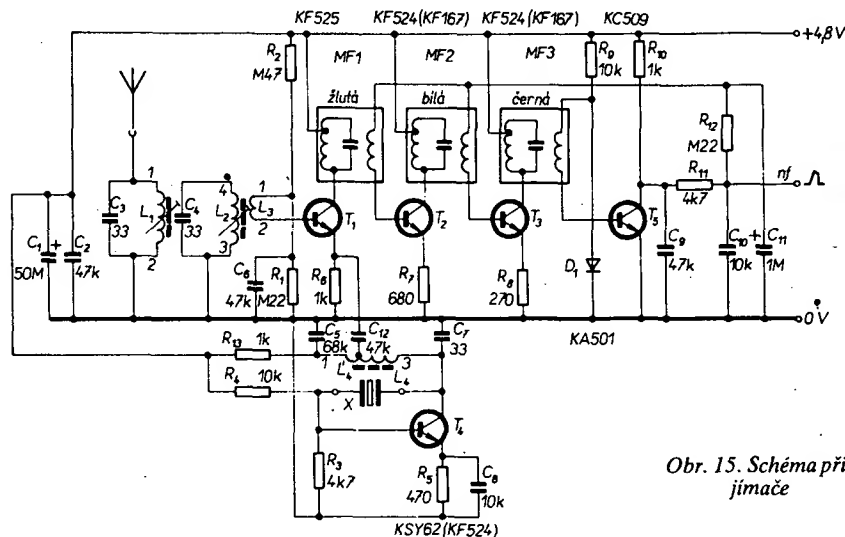 KF525
KF524(KF167)
KF524(KF167)
KC509
+4,8V
R2
M47
MF1
MF2
MF3
R9
10k
R10
1k
žlutá
bílá
černá
R12
M22
R11
4k7
nf
1
4
1
C3
33
L1
C4
33
L2
L3
2
3
2
T1
T2
T3
T5
C1
+
50M
C2
47k
C6
47k
R1
M22
R6
1k
R7
680
R8
270
D1
C9
47k
C10
10k
+
C11
1M
0V
KA501
R13
1k
C5
68k
C12
47k
C7
33
1
3
L'4
L4
R4
10k
X
T4
R3
4k7
R5
470
C8
10k
KSY62(KF524)
Obr. 15. Schéma při-
jímače